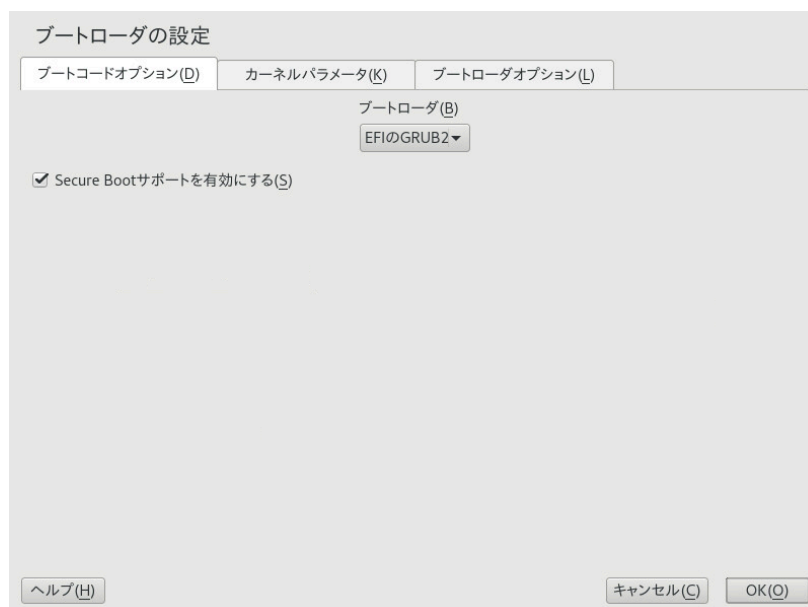 ブートローダの設定
ブートコードオプション(D) カーネルパラメータ(K) ブートローダオプション(L)
ブートローダ(B)
EFIのGRUB2
Secure Bootサポートを有効にする(S)
ヘルプ(H) キャンセル(C) OK(O)